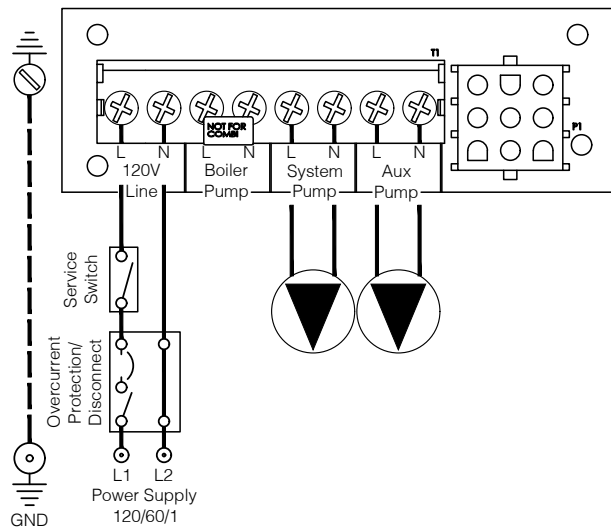 T1
P1
NOT FOR
COMBI
L N L N L N L N
120V
Line
Boiler
Pump
System
Pump
Aux
Pump
Service
Switch
Overcurrent
Protection/
Disconnect
L1 L2
Power Supply
120/60/1
GND